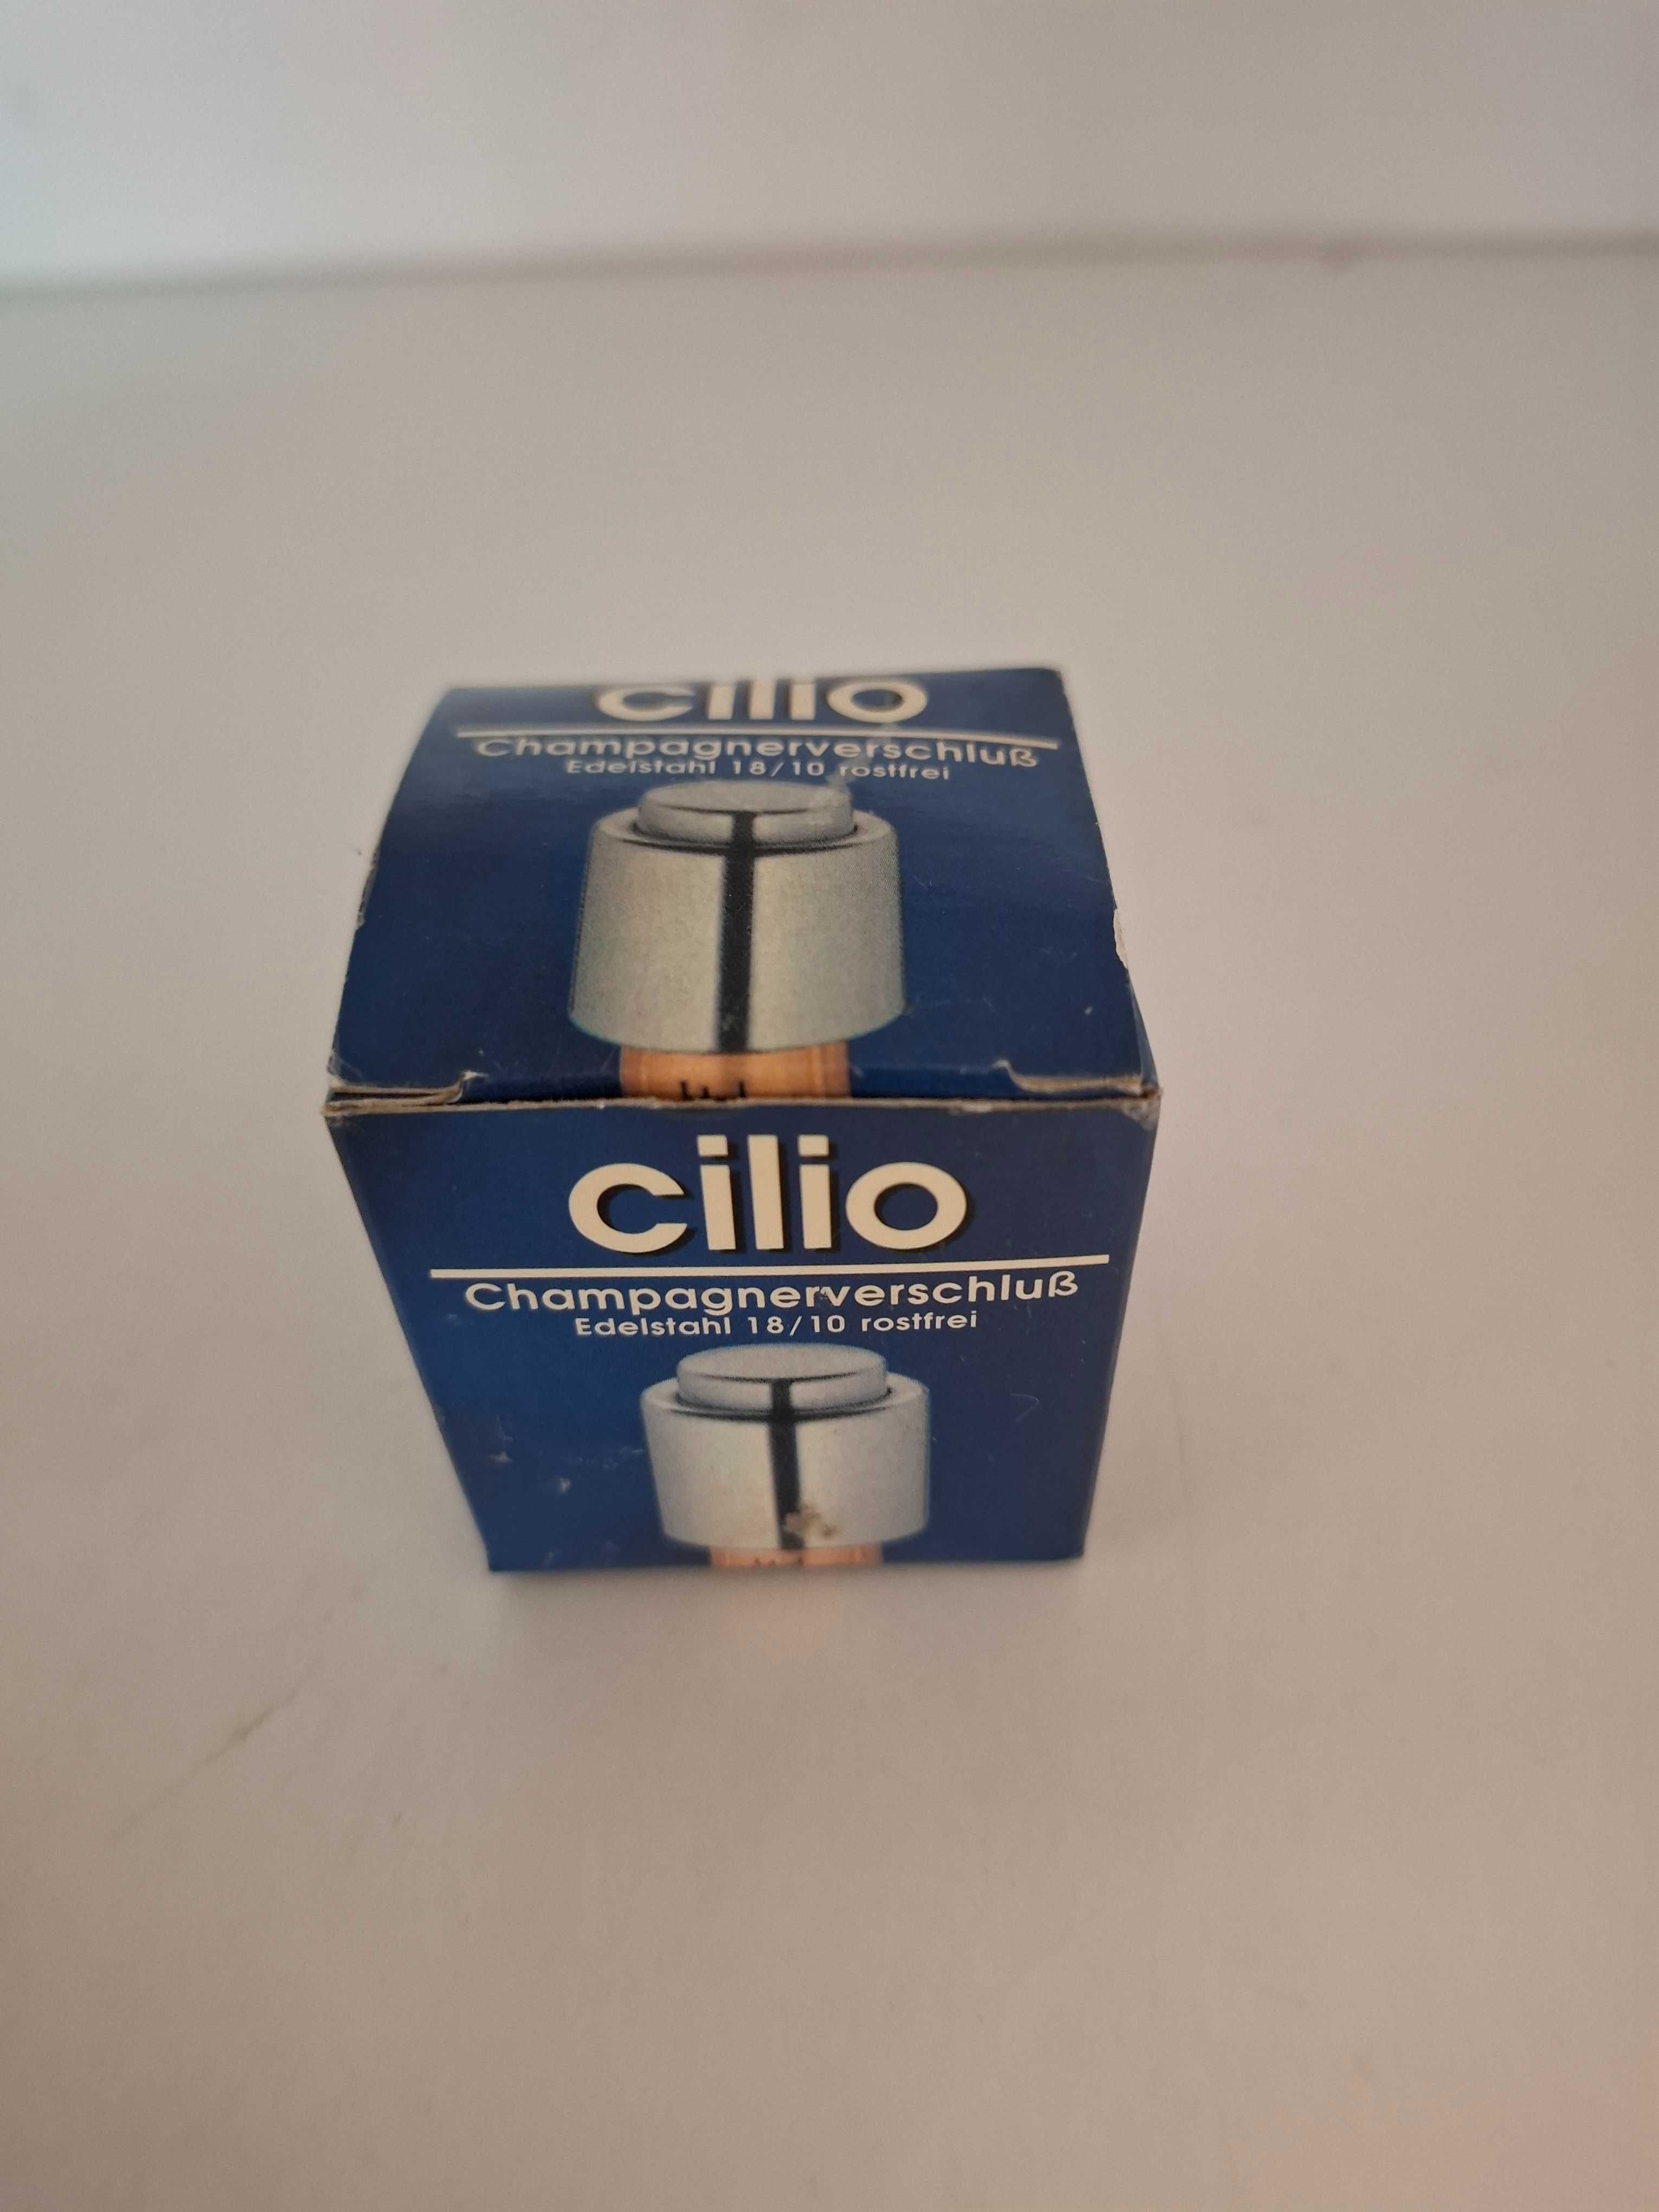 cilio
Champagnerverschluß
Edelstahl 18/10 rostfrei
cilio
Champagnerverschluß
Edelstahl 18/10 rostfrei